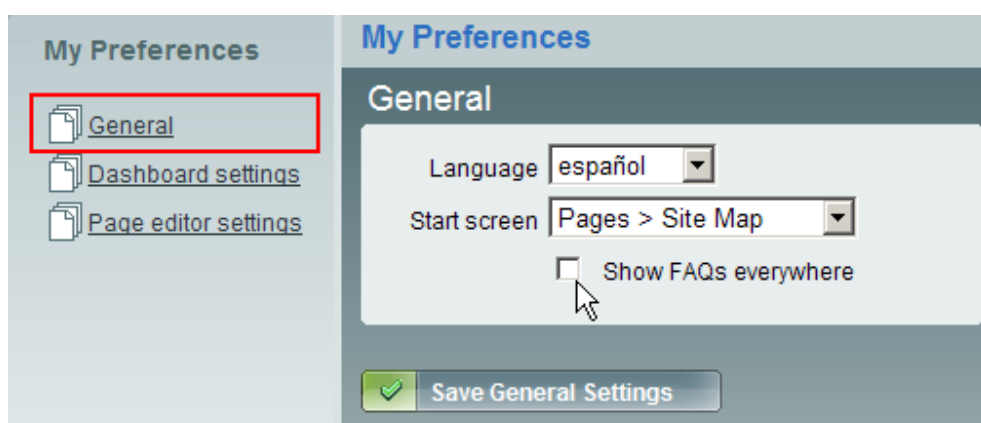 My Preferences
General
Dashboard settings
Page editor settings
My Preferences
General
Language español
Start screen Pages > Site Map
Show FAQs everywhere
Save General Settings